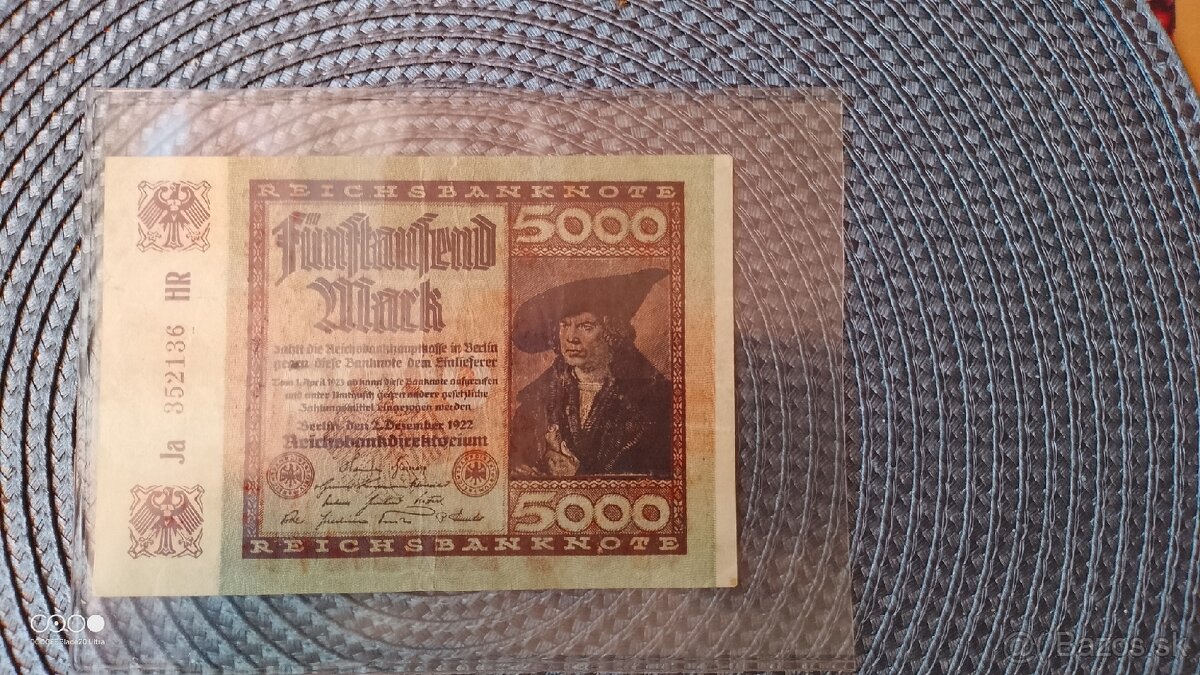 REICHSBANKNOTE
Fünftausend
Mark
5000
zahlt die Reichsbankhauptkasse in Berlin
gegen diese Banknote dem Einlieferer
Vom 1. April 1923 ab kann diese Banknote aufgerufen
und unter Umtausch gegen andere gesetzliche
Zahlungsmittel eingezogen werden
Berlin, den 2. Dezember 1922
Reichsbankdirektorium
5000
REICHSBANKNOTE
Ja 352136 HR
Bazos.sk